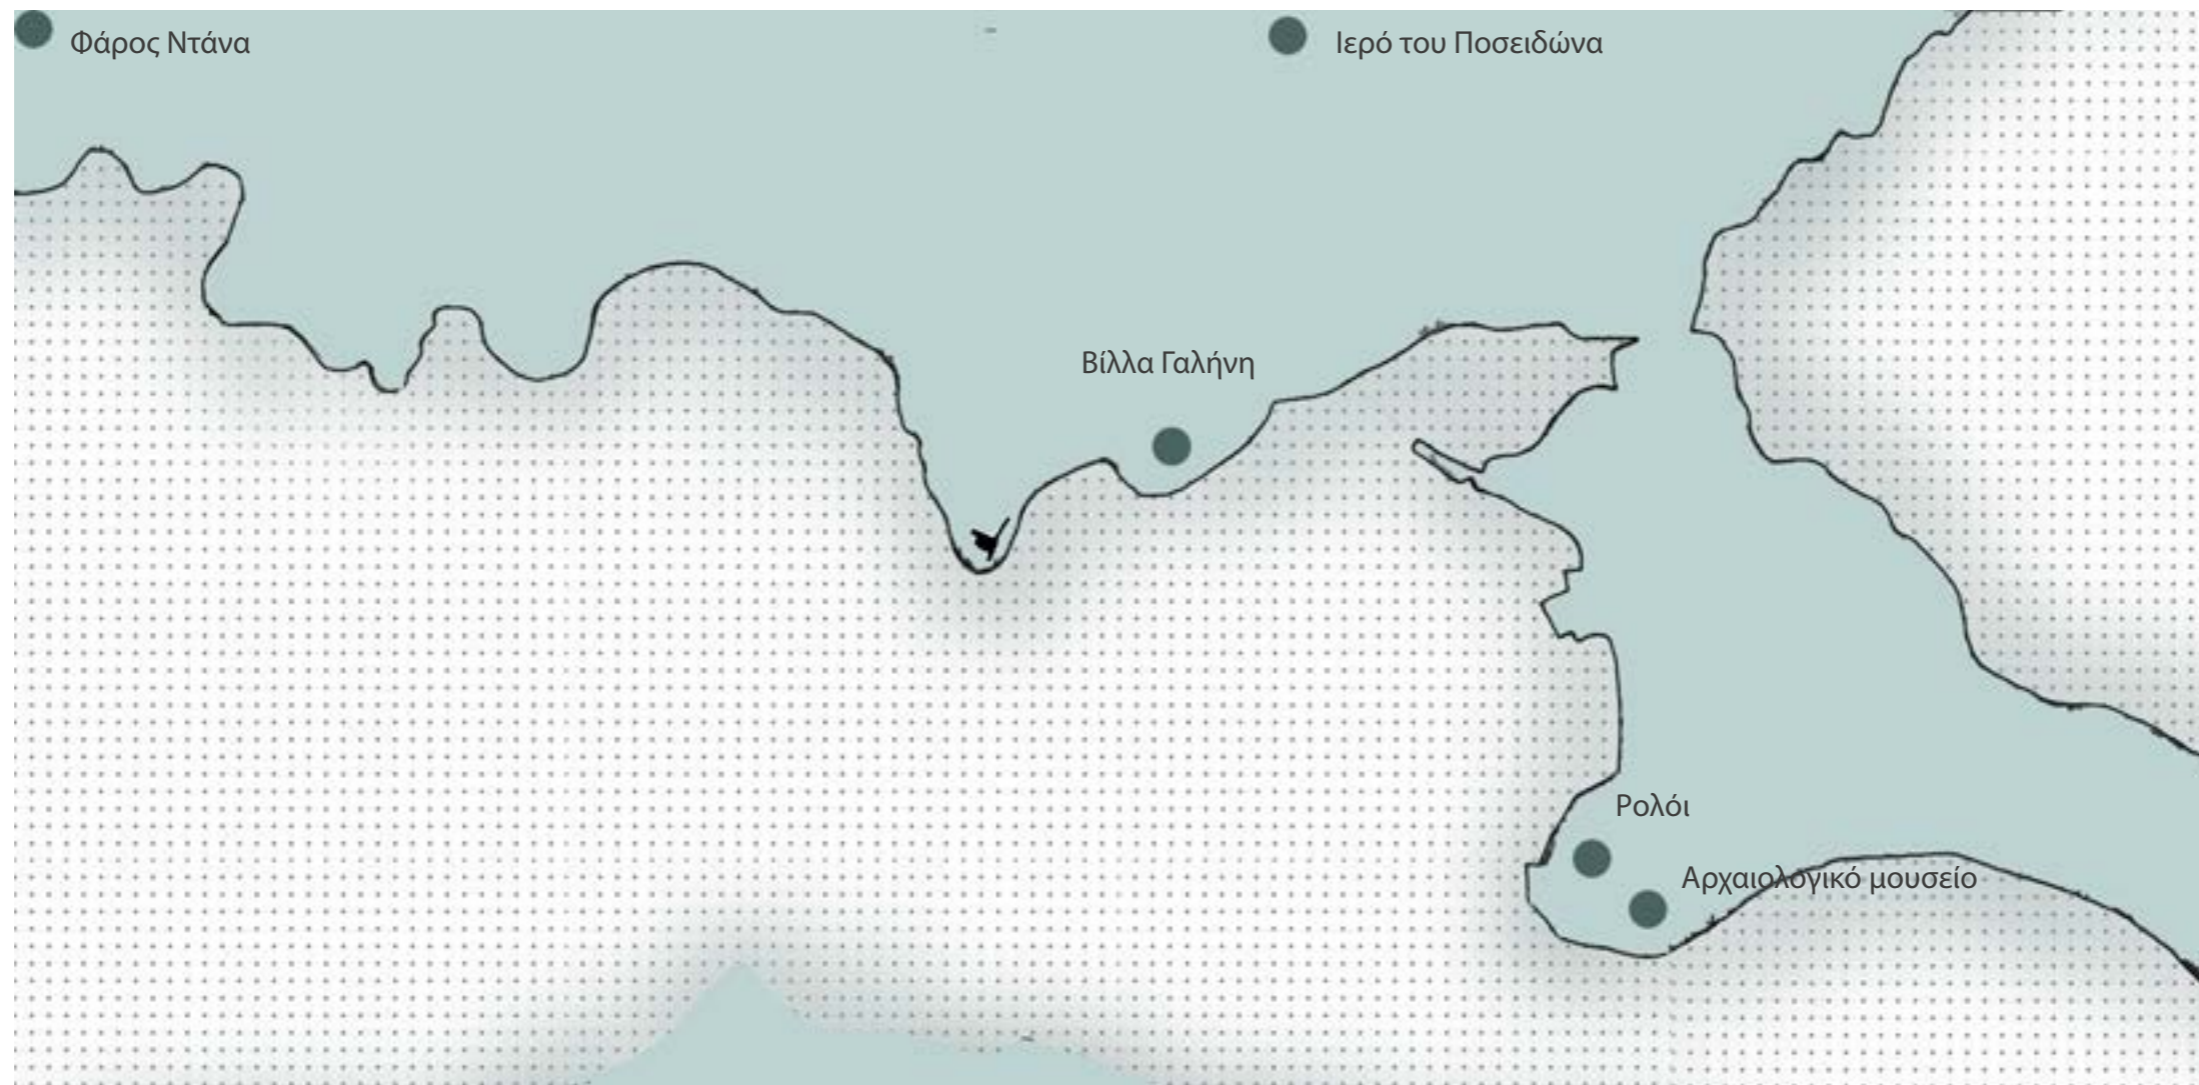 Φάρος Ντάνα
Ιερό του Ποσειδώνα
Βίλλα Γαλήνη
Ρολόι
Αρχαιολογικό μουσείο